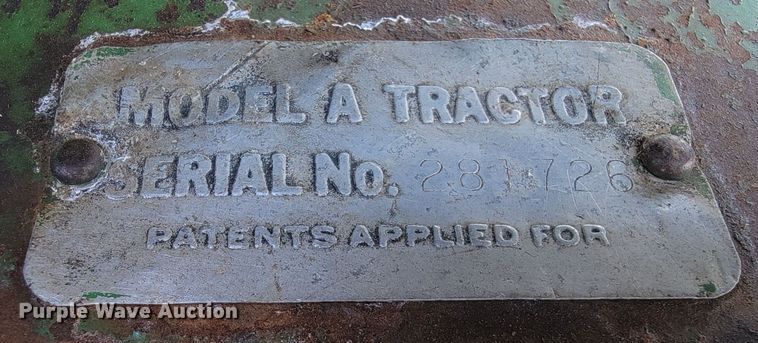 MODEL A TRACTOR
SERIAL No. 281726
PATENTS APPLIED FOR
Purple Wave Auction